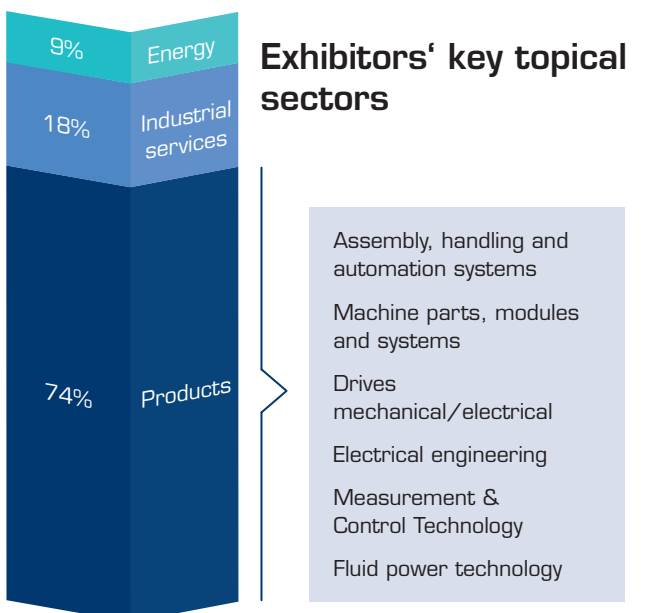 Exhibitors‘ key topical
sectors
9%
Energy
18%
Industrial
services
74%
Products
Assembly, handling and
automation systems
Machine parts, modules
and systems
Drives
mechanical/electrical
Electrical engineering
Measurement &
Control Technology
Fluid power technology